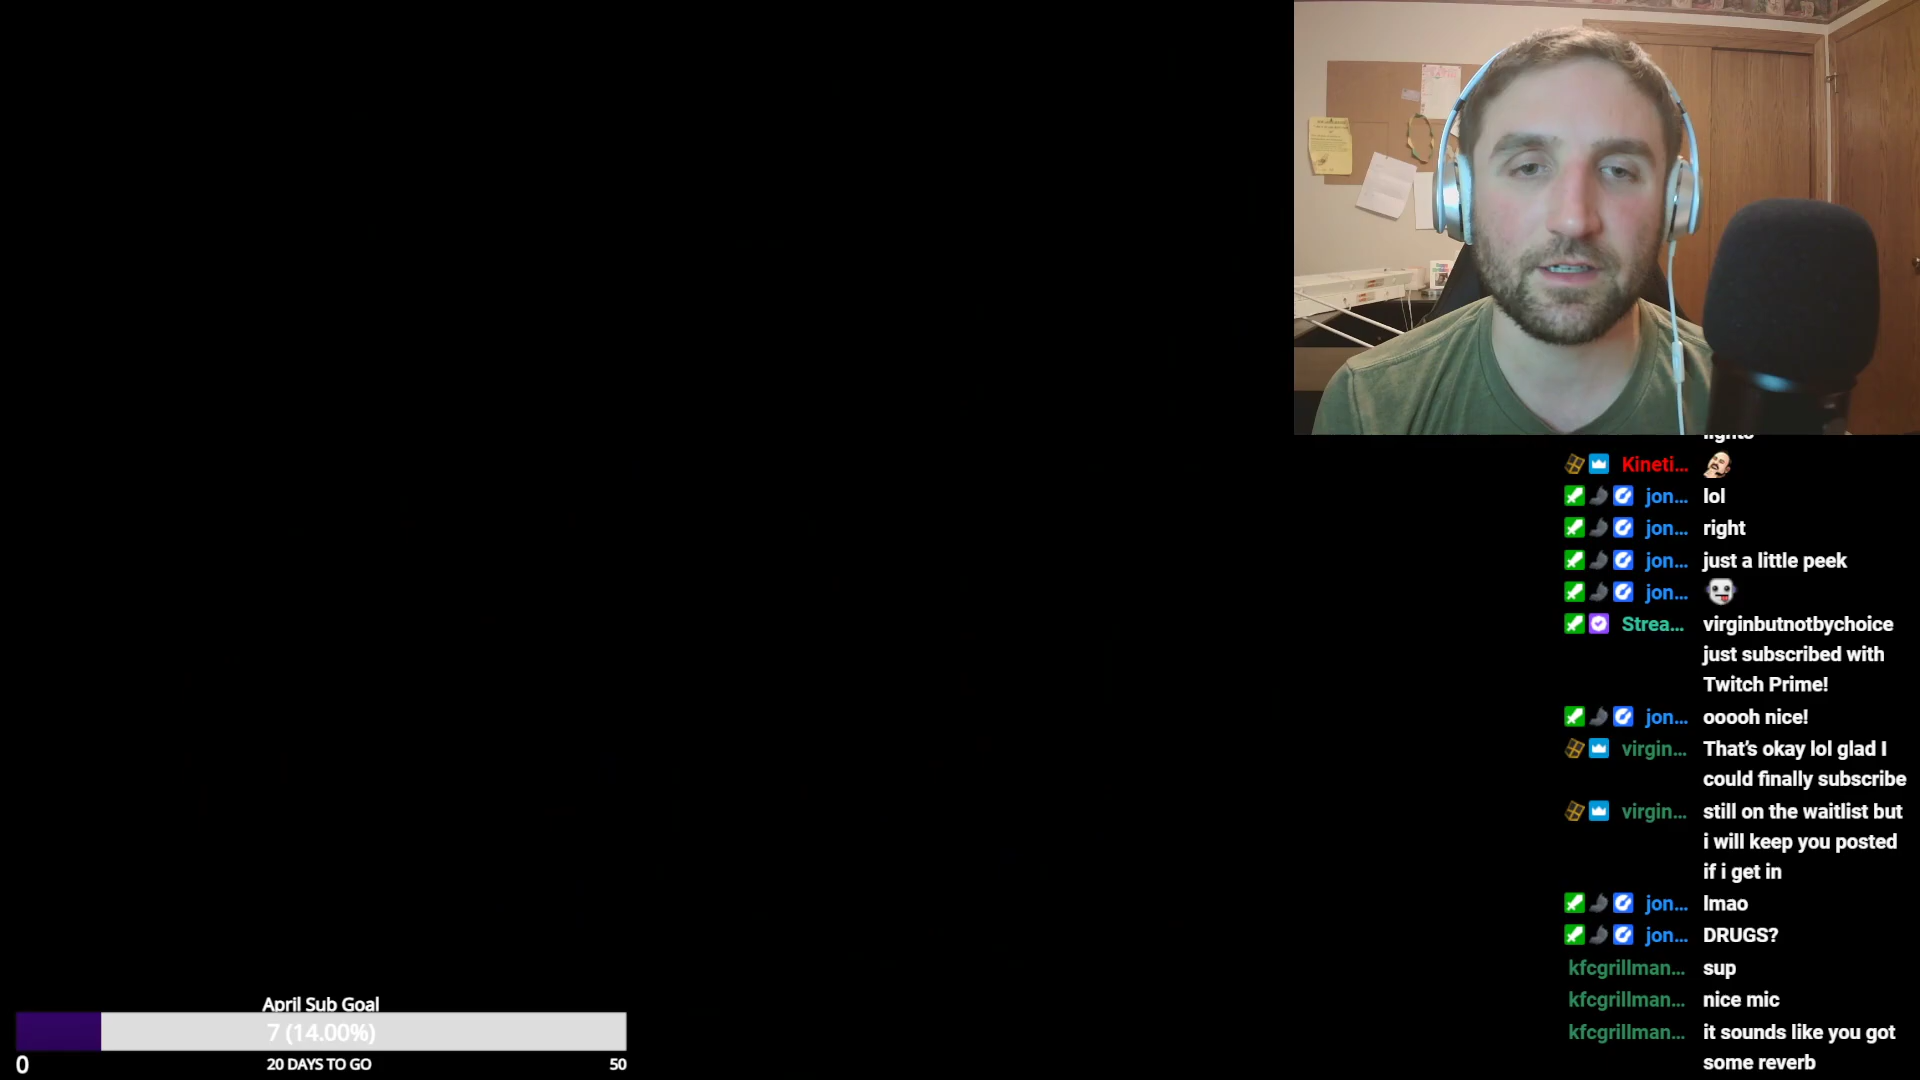 Kineti...
jon... lol
jon... right
jon... just a little peek
jon...
Strea... virginbutnotbychoice
just subscribed with
Twitch Prime!
jon... ooooh nice!
virgin... That's okay lol glad I
could finally subscribe
virgin... still on the waitlist but
i will keep you posted
if i get in
jon... lmao
jon... DRUGS?
kfcgrillman... sup
kfcgrillman... nice mic
kfcgrillman... it sounds like you got
some reverb
April Sub Goal
7 (14.00%)
0 20 DAYS TO GO 50